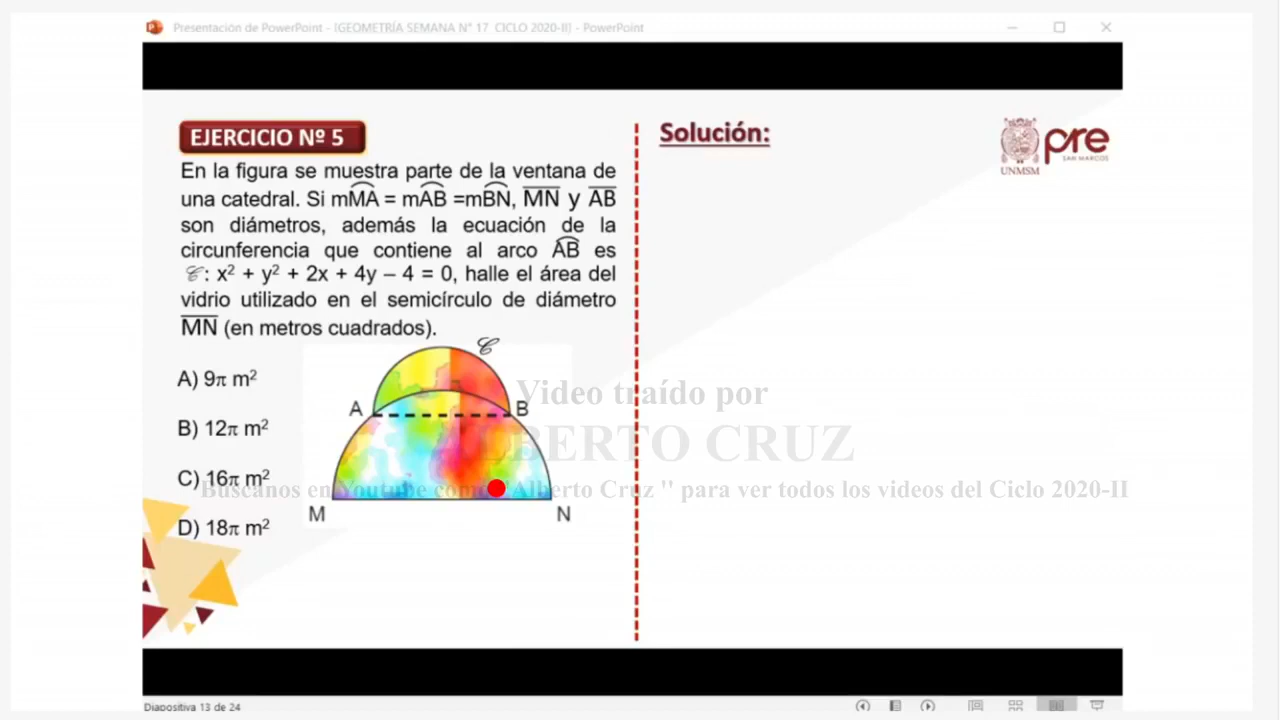 Presentación de PowerPoint - [GEOMETRÍA SEMANA N° 17 CICLO 2020-II] - PowerPoint
EJERCICIO Nº 5
En la figura se muestra parte de la ventana de
una catedral. Si mMA = mAB =mBN, MN y AB
son diámetros, además la ecuación de la
circunferencia que contiene al arco AB es
𝒞: x² + y² + 2x + 4y – 4 = 0, halle el área del
vidrio utilizado en el semicírculo de diámetro
MN (en metros cuadrados).
A) 9π m²
B) 12π m²
C) 16π m²
D) 18π m²
𝒞
A
B
M
N
Solución:
UNMSM
pre
SAN MARCOS
Video traído por
ALBERTO CRUZ
Buscanos en Youtube como "Alberto Cruz " para ver todos los videos del Ciclo 2020-II
Diapositiva 13 de 24